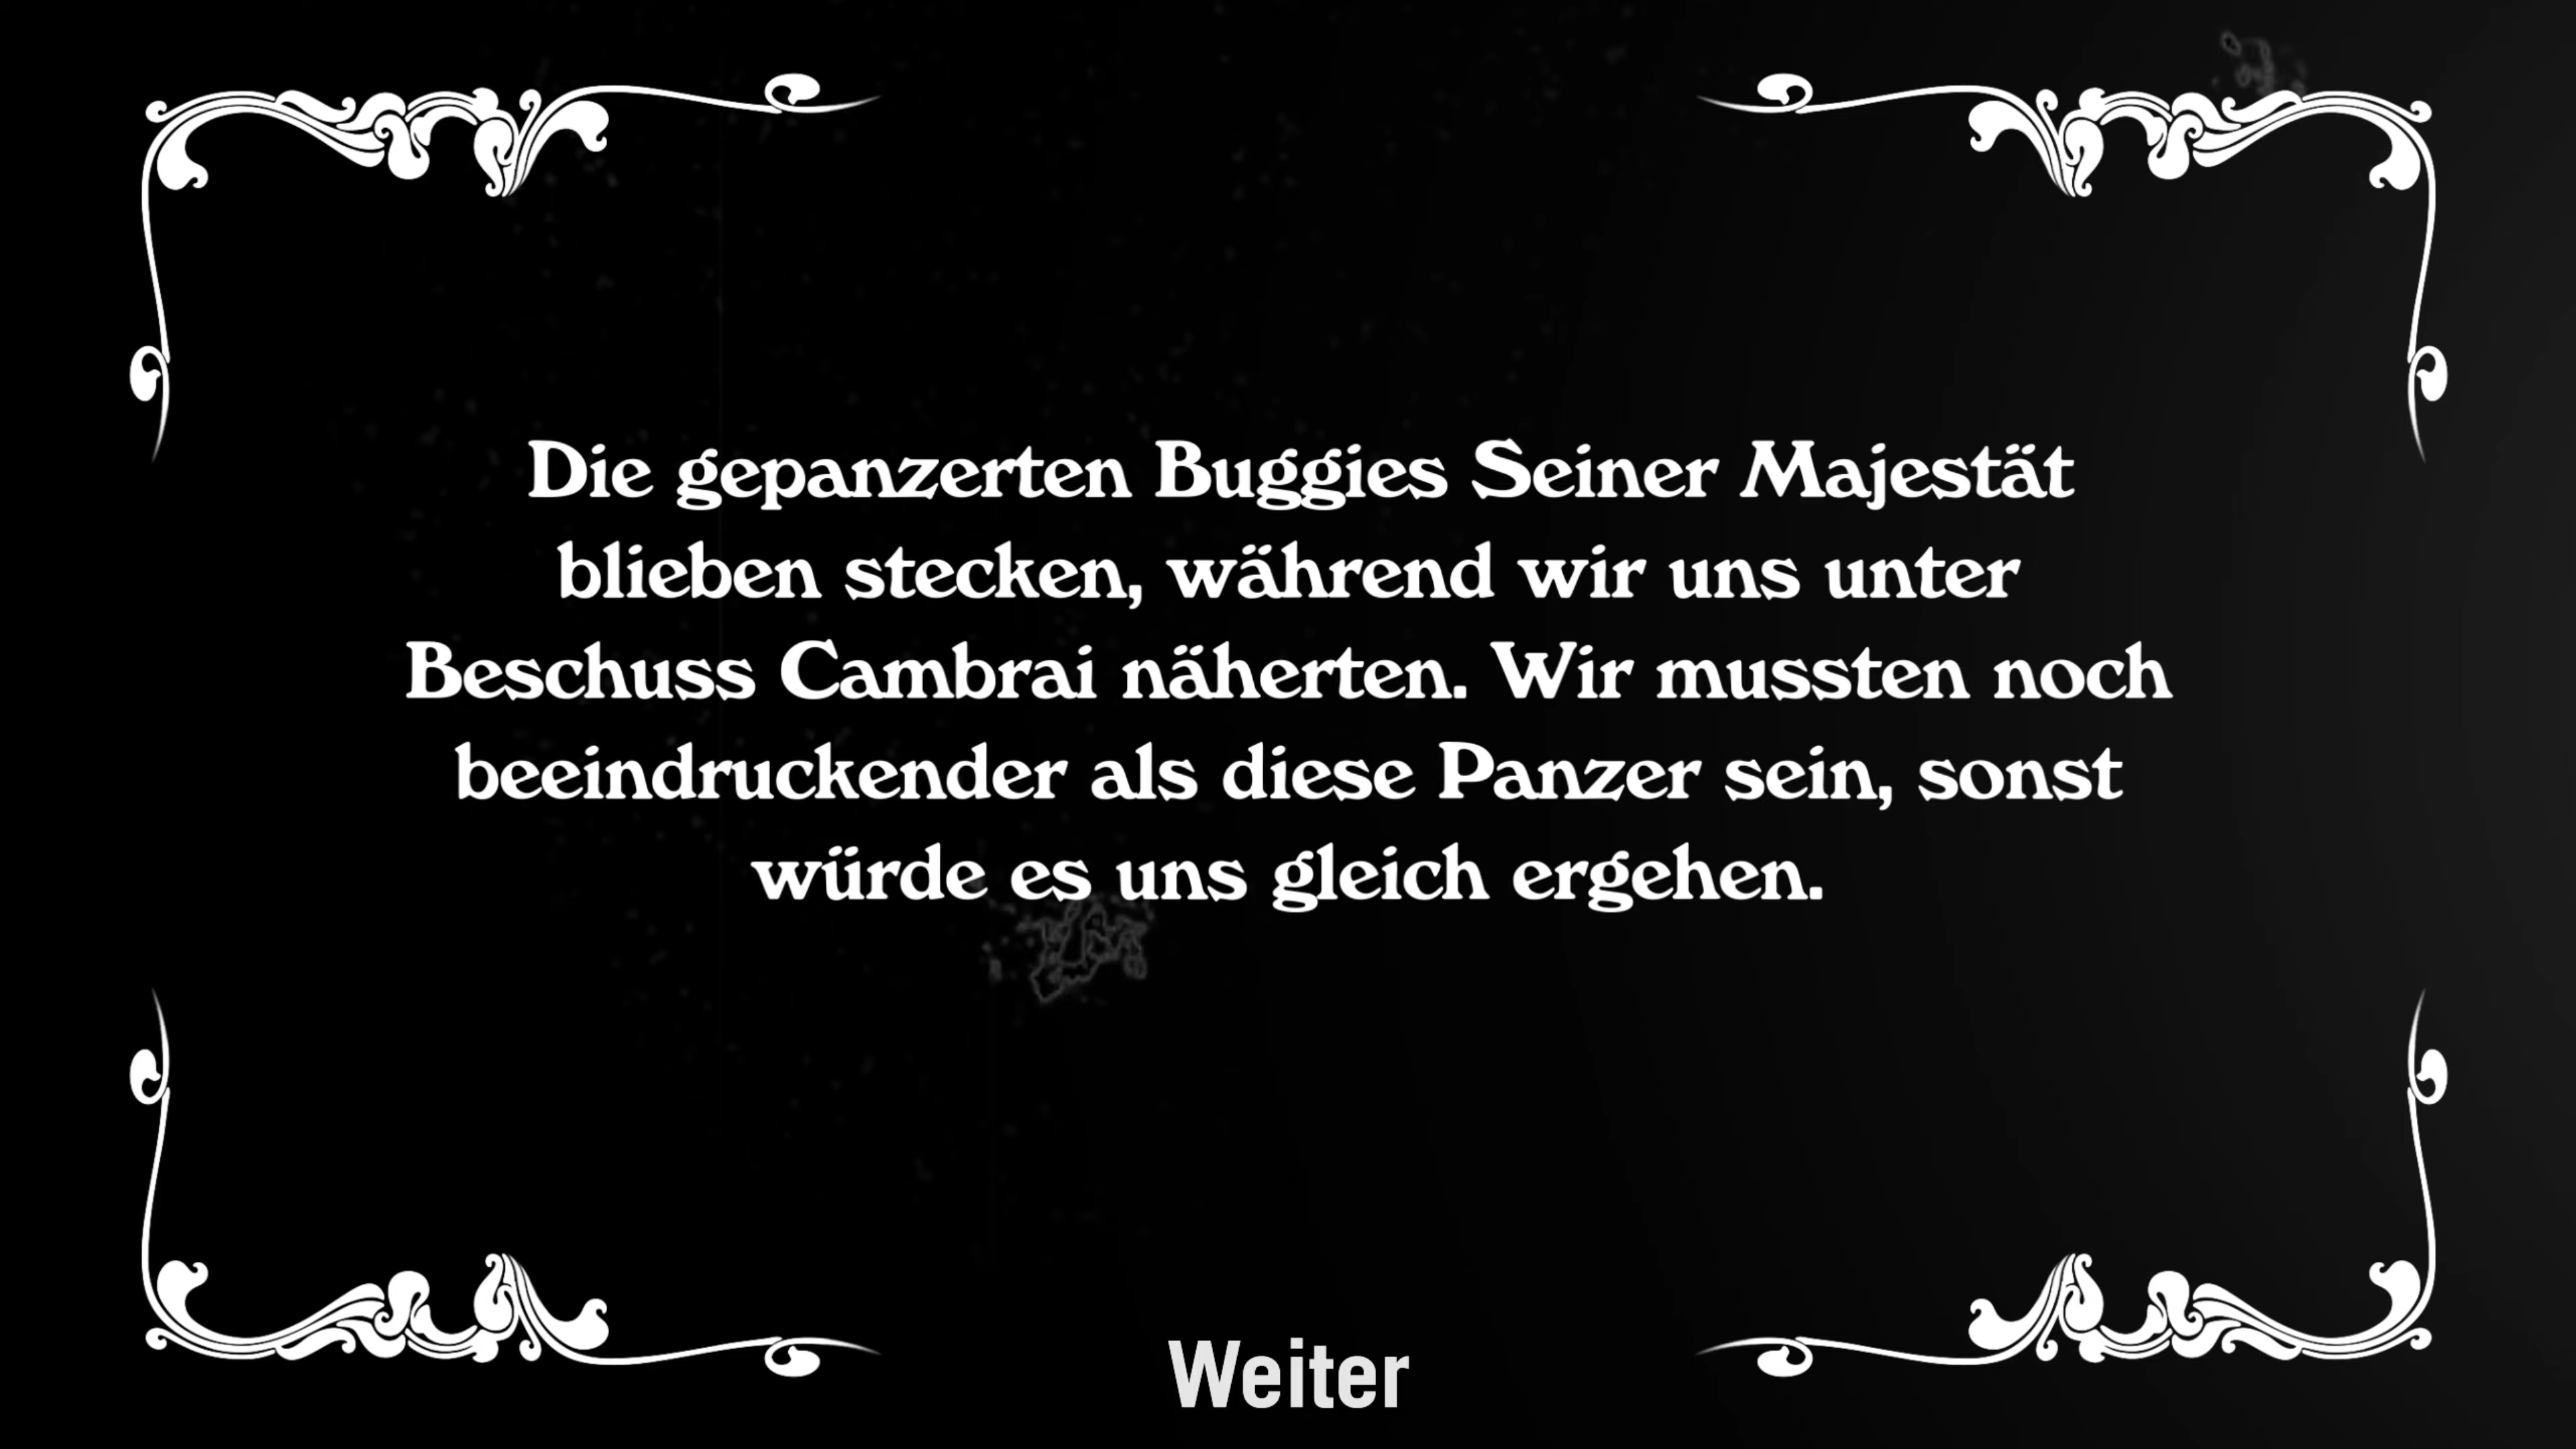 Die gepanzerten Buggies Seiner Majestät
blieben stecken, während wir uns unter
Beschuss Cambrai näherten. Wir mussten noch
beeindruckender als diese Panzer sein, sonst
würde es uns gleich ergehen.
Weiter